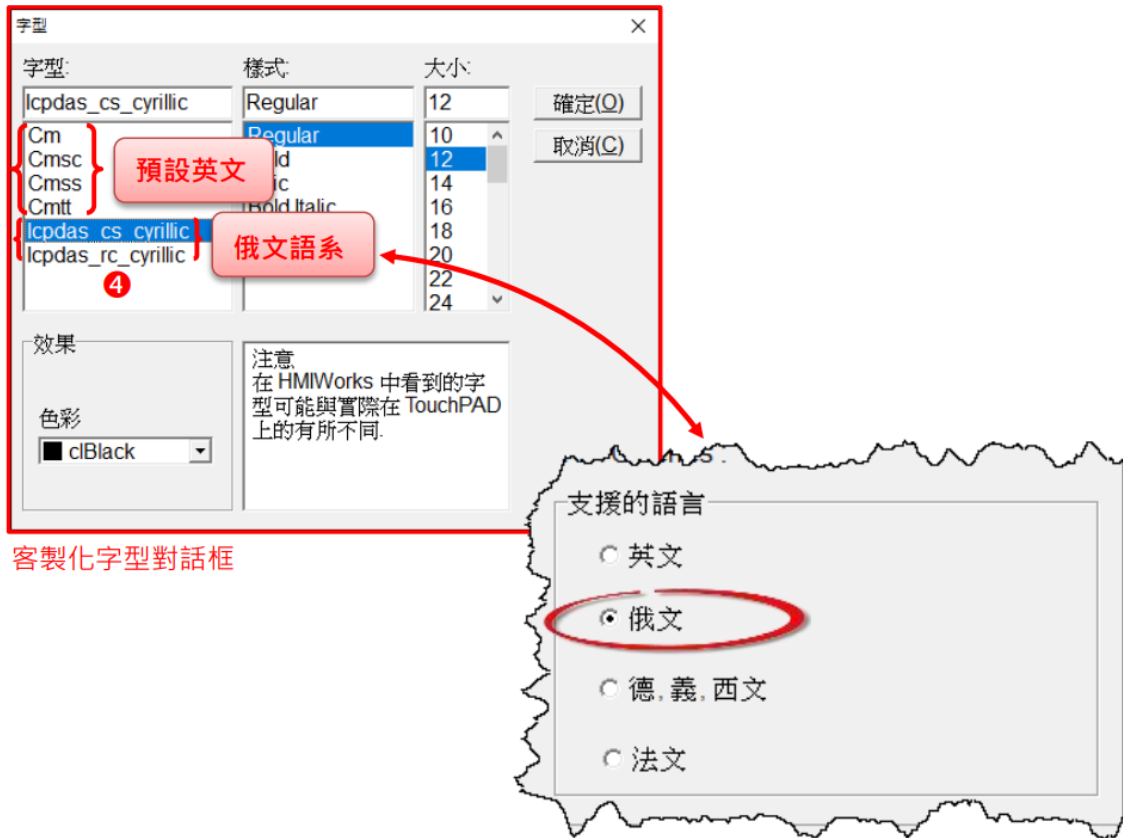 字型
字型:
樣式:
大小:
Icpdas_cs_cyrillic
Regular
12
確定(O)
取消(C)
Cm
Cmsc
Cmss
Cmtt
Icpdas_cs_cyrillic
Icpdas_rc_cyrillic
預設英文
俄文語系
❹
Regular
Bold Italic
10
12
14
16
18
20
22
24
效果
色彩
clBlack
注意
在 HMIWorks 中看到的字
型可能與實際在 TouchPAD
上的有所不同.
客製化字型對話框
支援的語言
英文
俄文
德, 義, 西文
法文